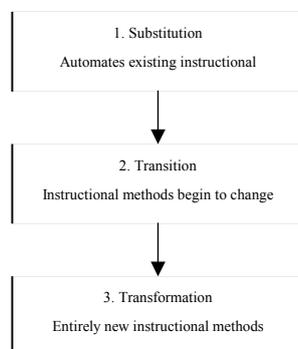 1. Substitution
Automates existing instructional
2. Transition
Instructional methods begin to change
3. Transformation
Entirely new instructional methods